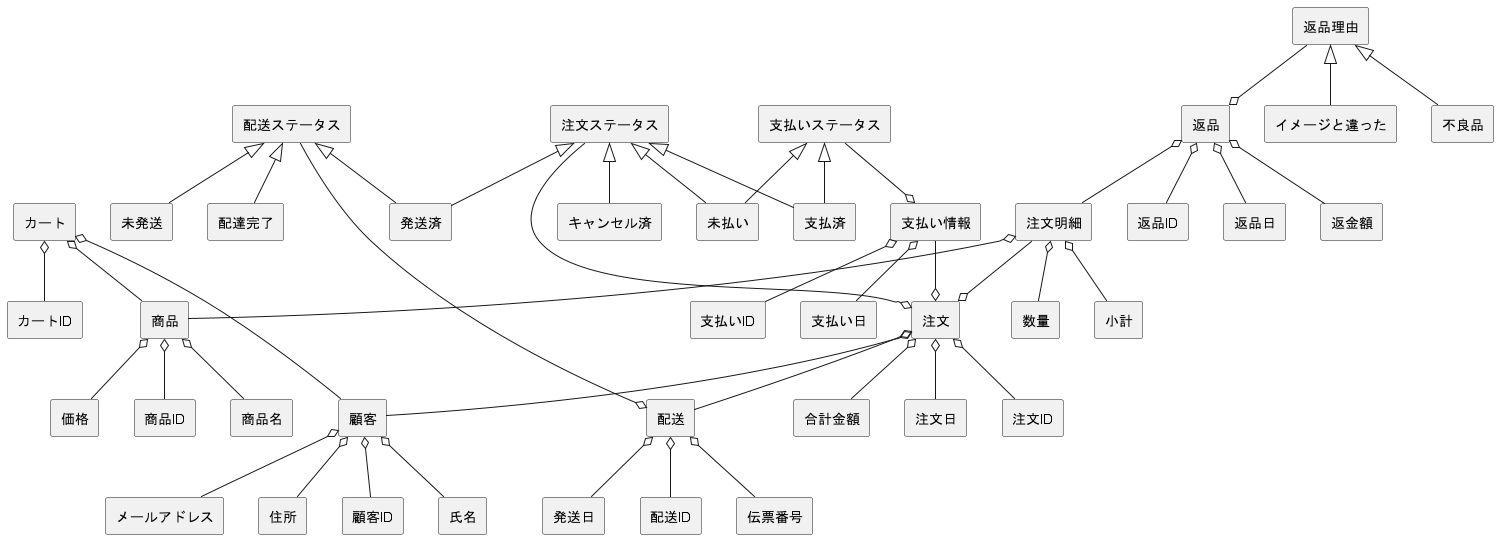 返品理由
配送ステータス
注文ステータス
支払いステータス
返品
イメージと違った
不良品
カート
未発送
配達完了
発送済
キャンセル済
未払い
支払済
支払い情報
注文明細
返品ID
返品日
返金額
カートID
商品
支払いID
支払い日
注文
数量
小計
価格
商品ID
商品名
顧客
配送
合計金額
注文日
注文ID
メールアドレス
住所
顧客ID
氏名
発送日
配送ID
伝票番号